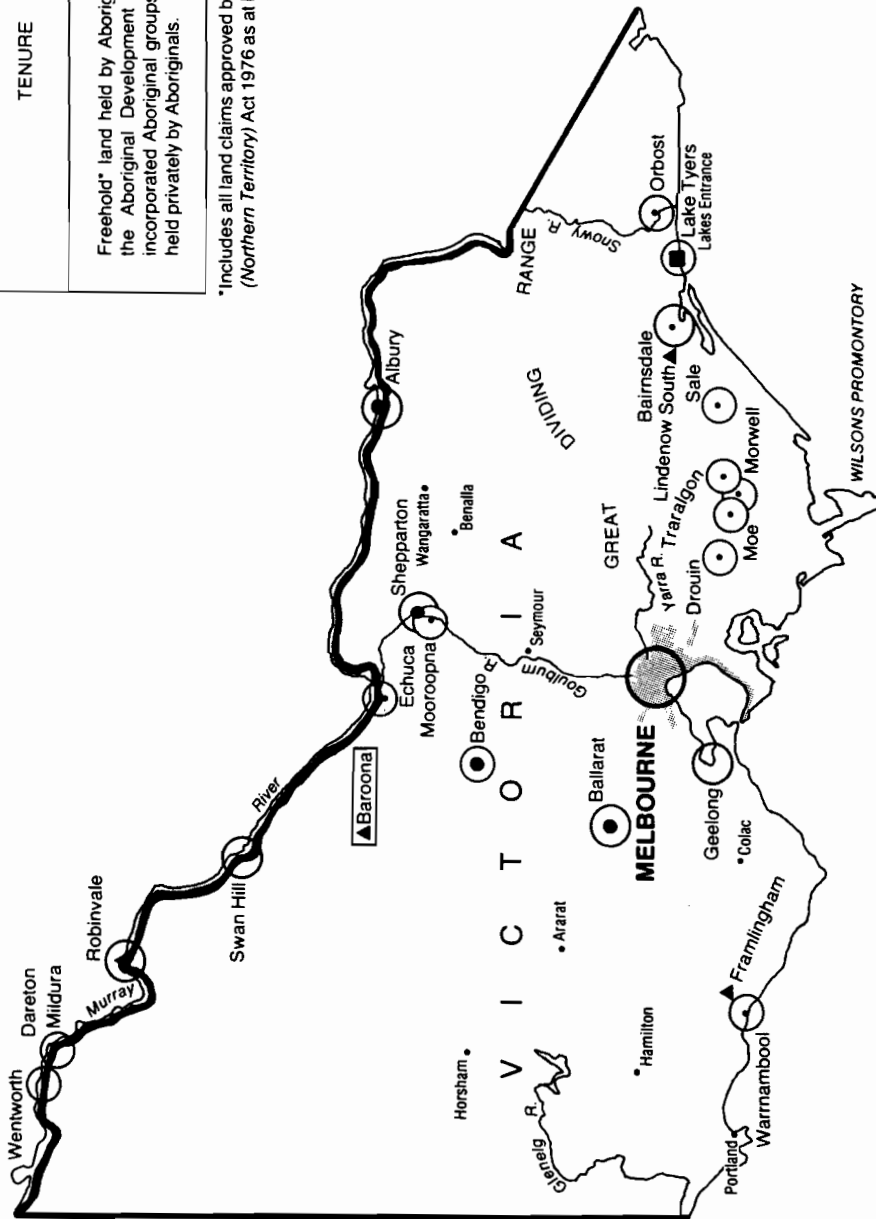 TENURE
Freehold* land held by Aborig
the Aboriginal Development
incorporated Aboriginal groups
held privately by Aboriginals.
*Includes all land claims approved b
(Northern Territory) Act 1976 as at
Wentworth
Dareton
Mildura
Murray
Robinvale
Swan Hill
River
▲Baroona
Echuca
Mooroopna
Shepparton
Wangaratta
Benalla
Albury
Horsham
Bendigo
R.
Goulburn
Seymour
VICTORIA
GREAT
DIVIDING
RANGE
Snowy R.
Orbost
Lake Tyers
Lakes Entrance
Bairnsdale
Lindenow South
Sale
Traralgon
Morwell
Moe
Drouin
Yarra R.
Ararat
Ballarat
MELBOURNE
Geelong
Colac
Hamilton
Glenelg R.
Framlingham
Warrnambool
Portland
WILSONS PROMONTORY